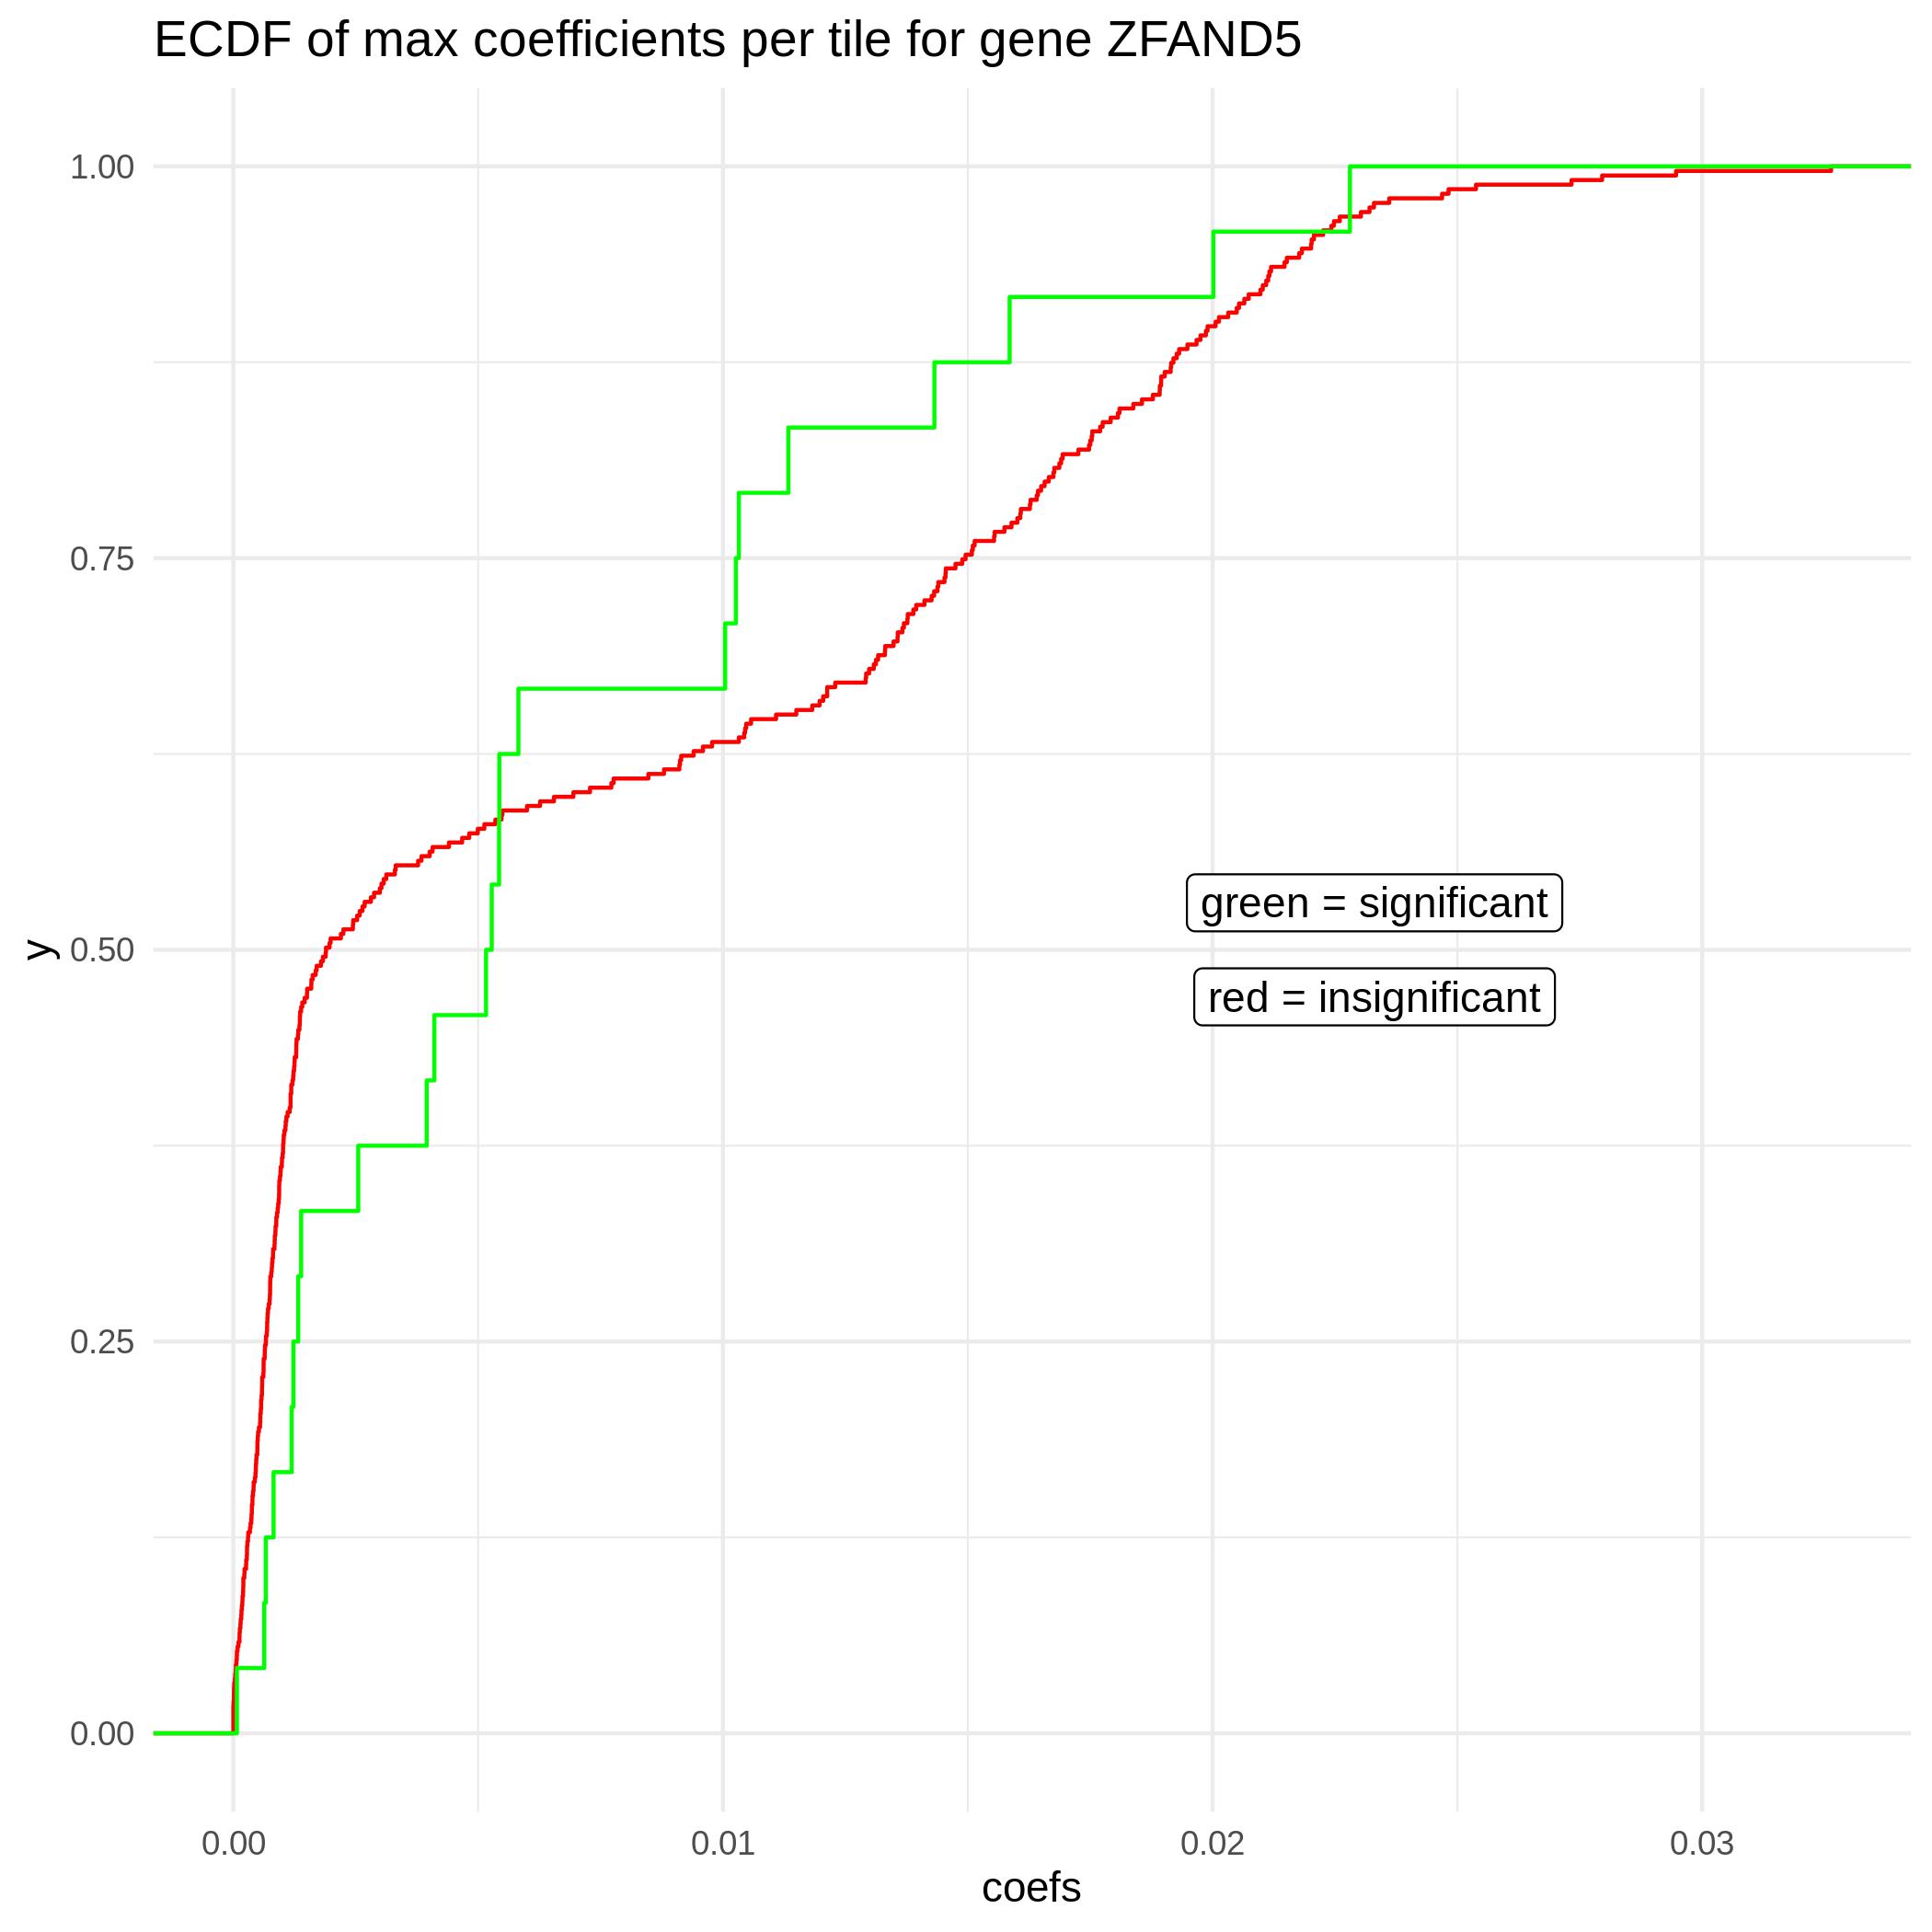 ECDF of max coefficients per tile for gene ZFAND5
1.00
0.75
0.50
0.25
0.00
y
green = significant
red = insignificant
0.00 0.01 0.02 0.03
coefs